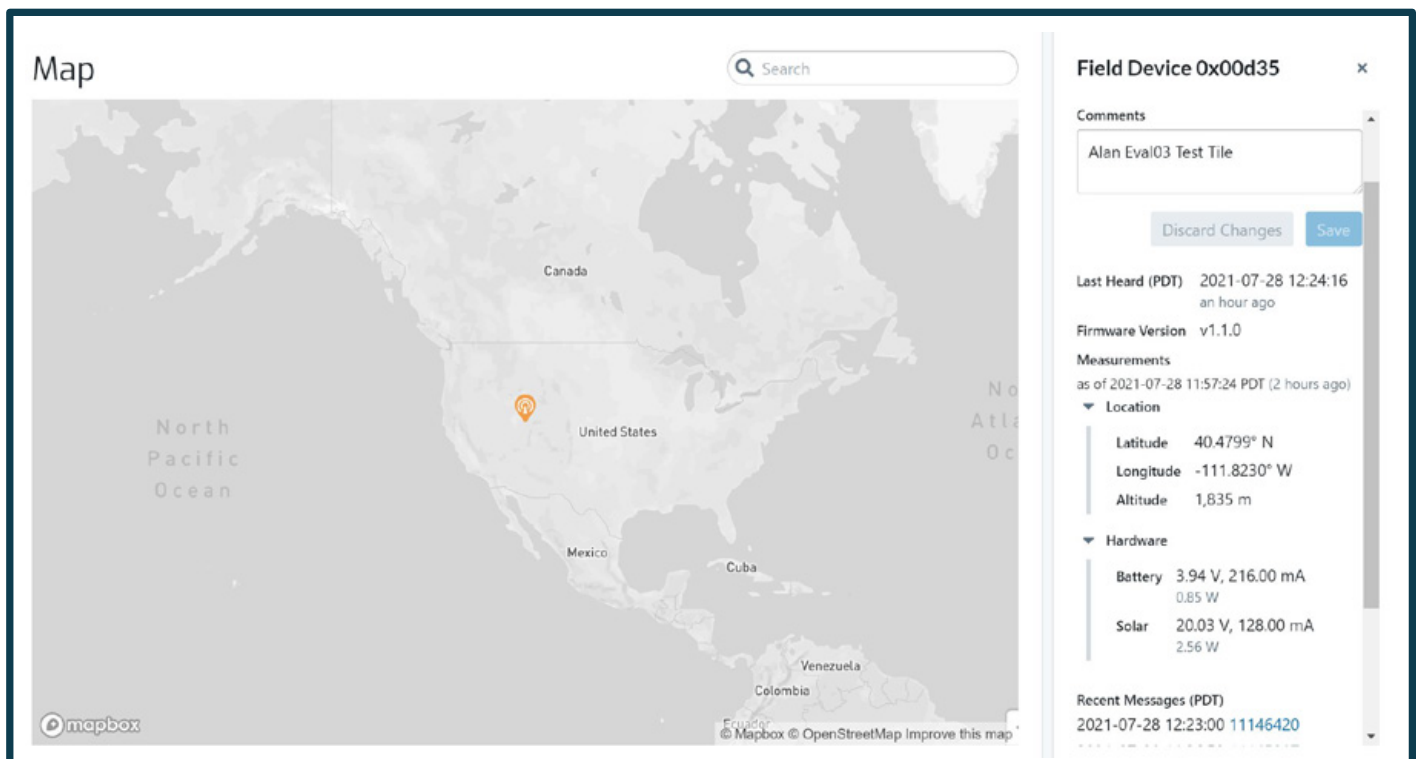 Map
Search
Canada
United States
North
Pacific
Ocean
Mexico
Cuba
Venezuela
Colombia
Ecuador
No
Atla
Oc
mapbox
© Mapbox © OpenStreetMap Improve this map
Field Device 0x00d35 ×
Comments
Alan Eval03 Test Tile
Discard Changes Save
Last Heard (PDT) 2021-07-28 12:24:16
an hour ago
Firmware Version v1.1.0
Measurements
as of 2021-07-28 11:57:24 PDT (2 hours ago)
Location
Latitude 40.4799° N
Longitude -111.8230° W
Altitude 1,835 m
Hardware
Battery 3.94 V, 216.00 mA
0.85 W
Solar 20.03 V, 128.00 mA
2.56 W
Recent Messages (PDT)
2021-07-28 12:23:00 11146420